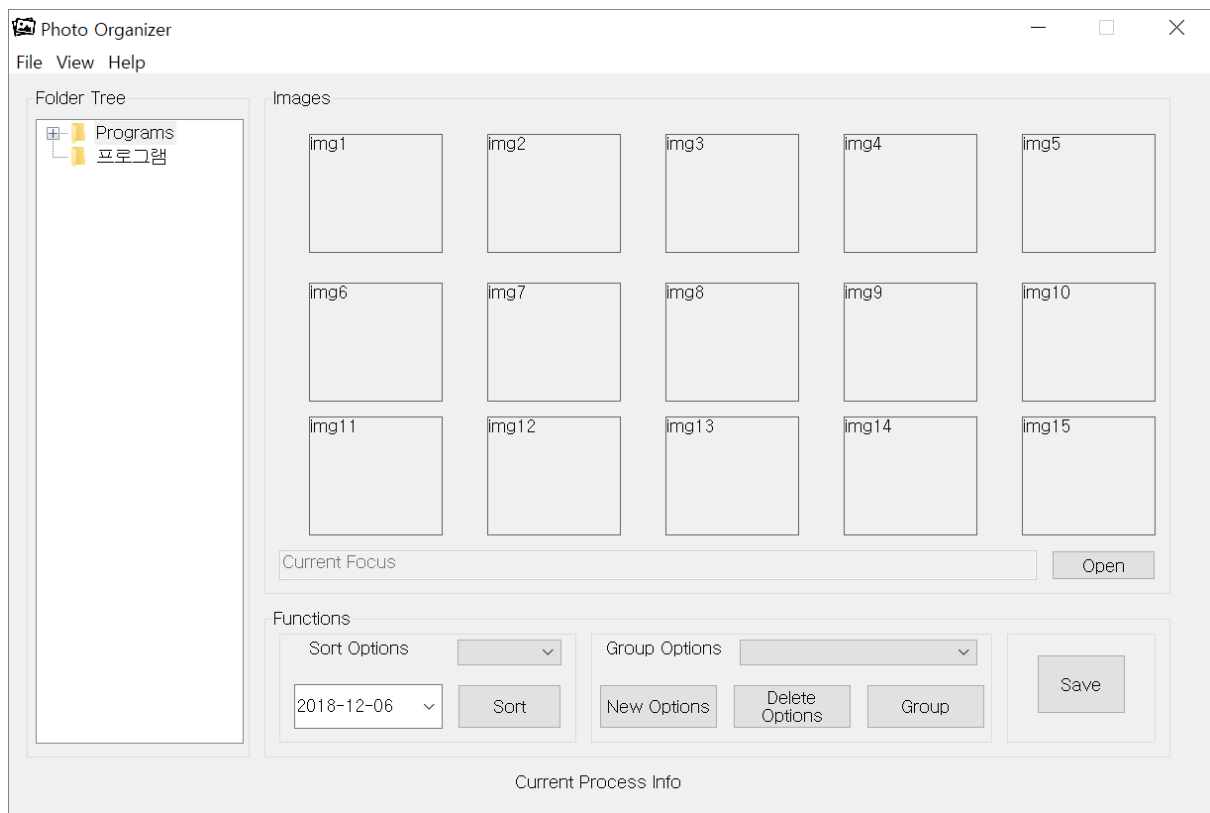 Photo Organizer
File View Help
Folder Tree
Programs
프로그램
Images
img1 img2 img3 img4 img5
img6 img7 img8 img9 img10
img11 img12 img13 img14 img15
Current Focus
Open
Functions
Sort Options
2018-12-06
Sort
Group Options
New Options
Delete
Options
Group
Save
Current Process Info